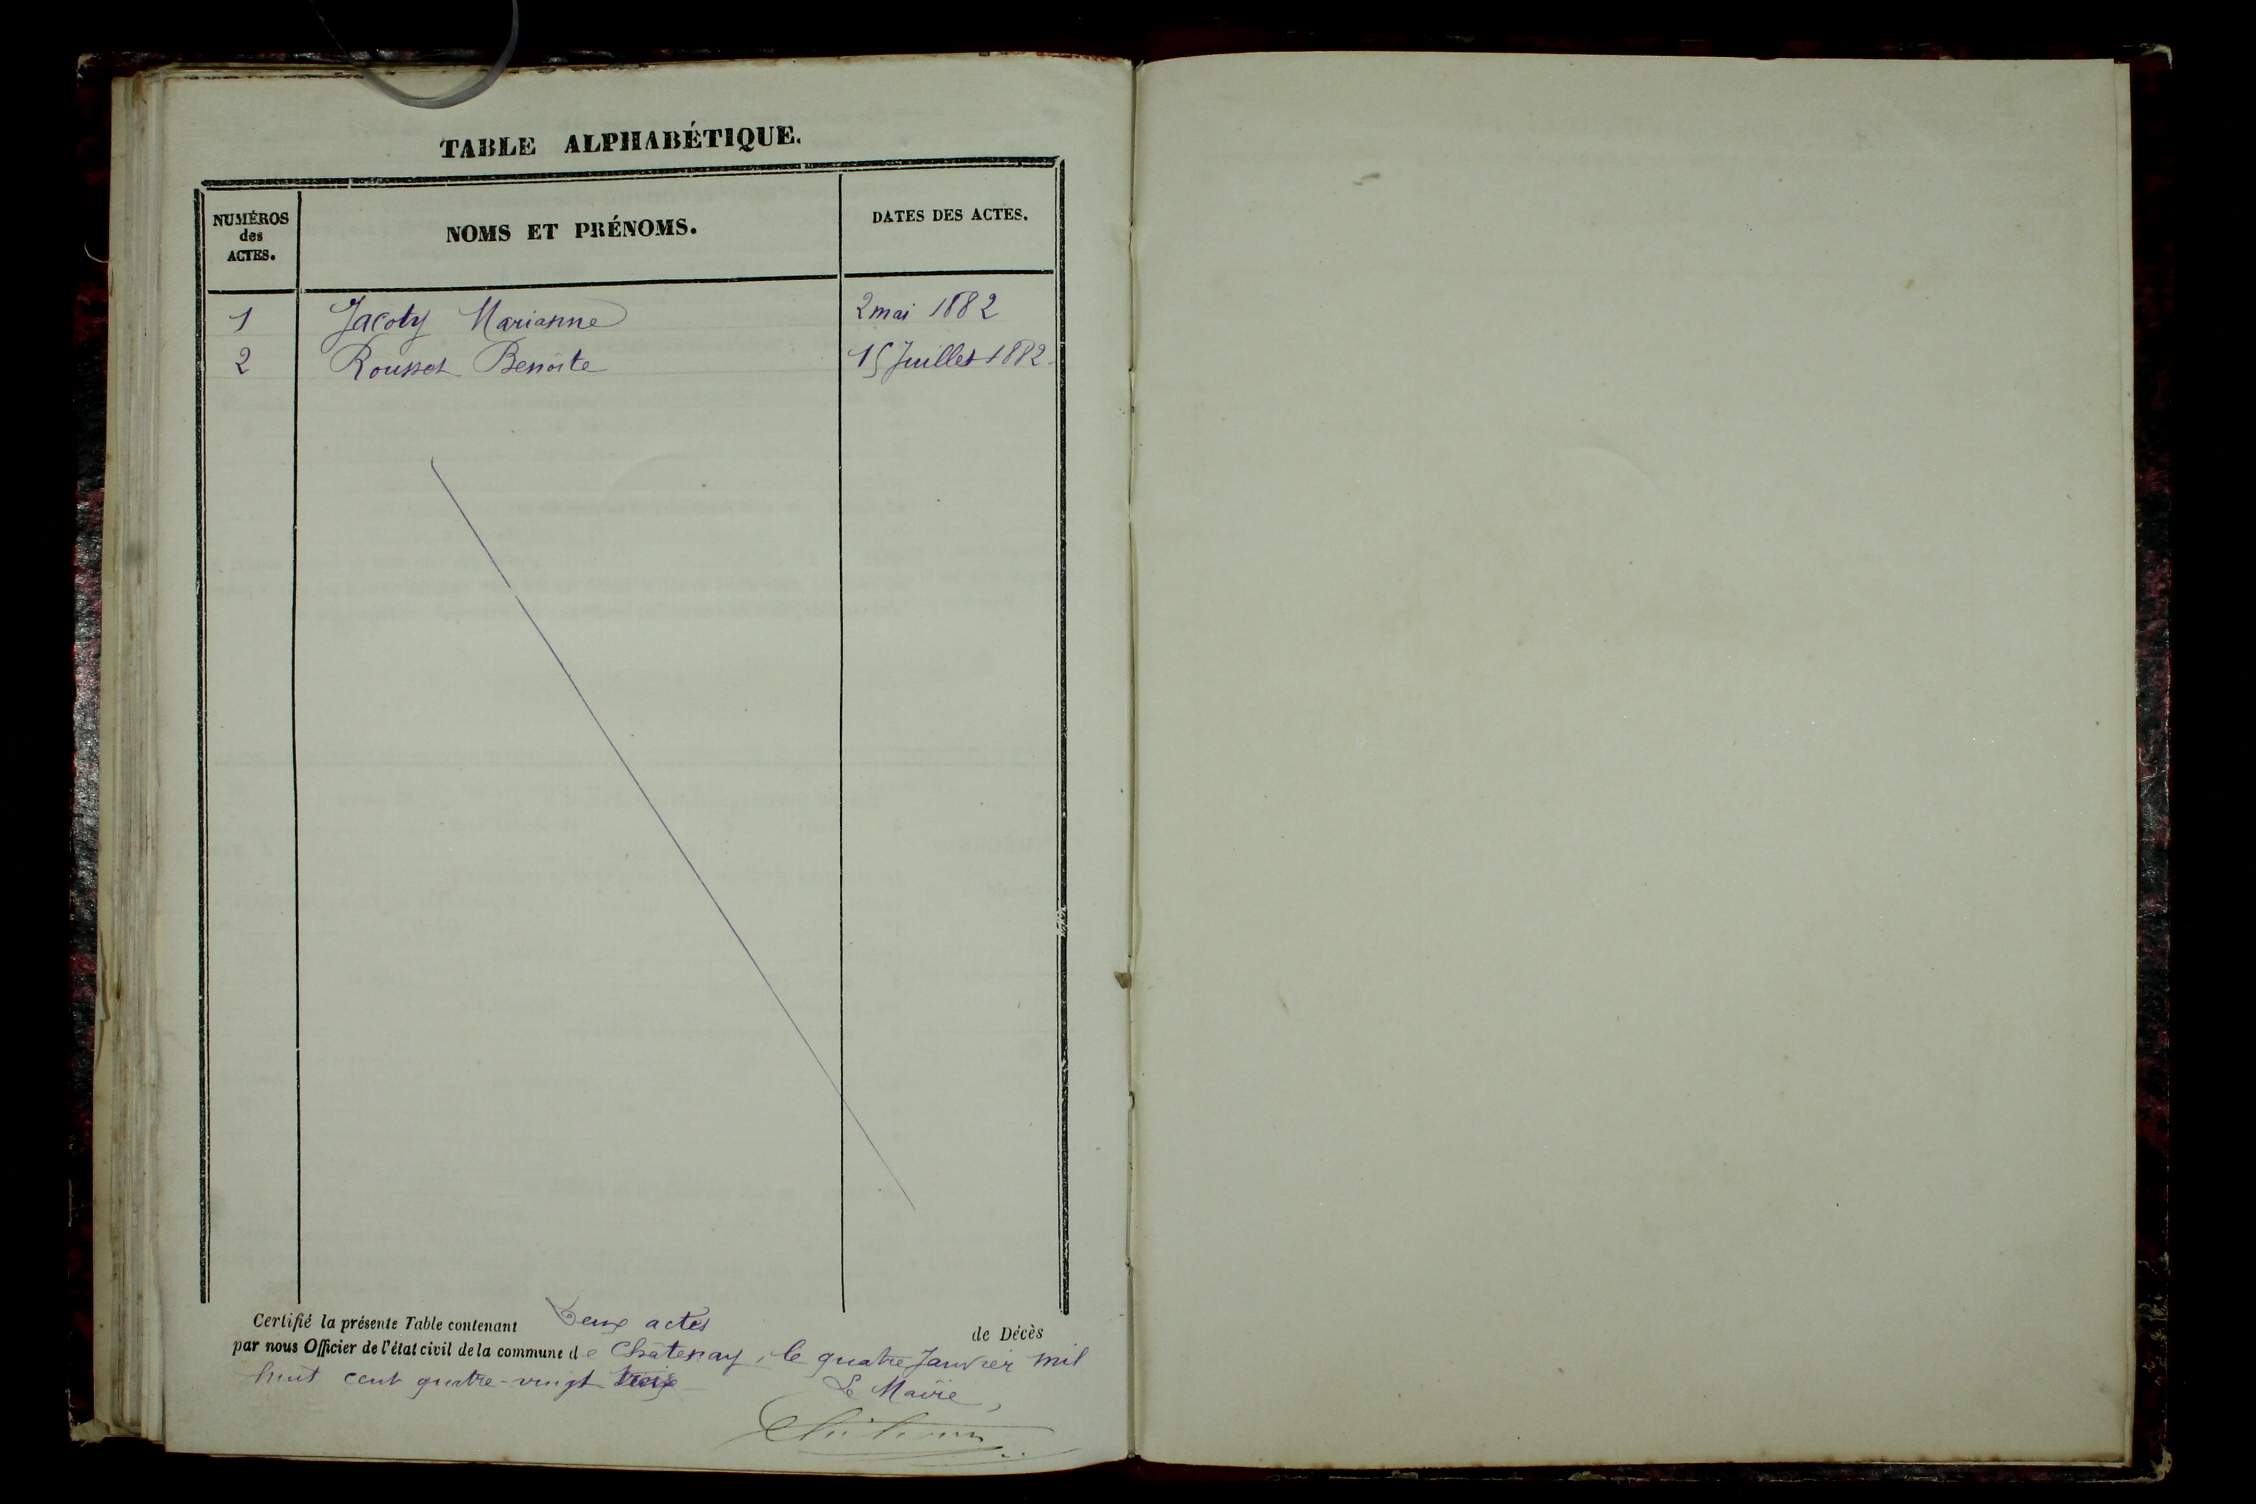 TABLE ALPHABÉTIQUE.
NUMÉROS des ACTES. NOMS ET PRÉNOMS. DATES DES ACTES.
1 Jacoty Marianne 2 mai 1882
2 Rousset Benoite 15 Juillet 1882
Certifié la présente Table contenant Deux actes de Décès
par nous Officier de l'état civil de la commune de Châtenay, le quatre Janvier mil
huit cent quatre-vingt trois
Le Maire,